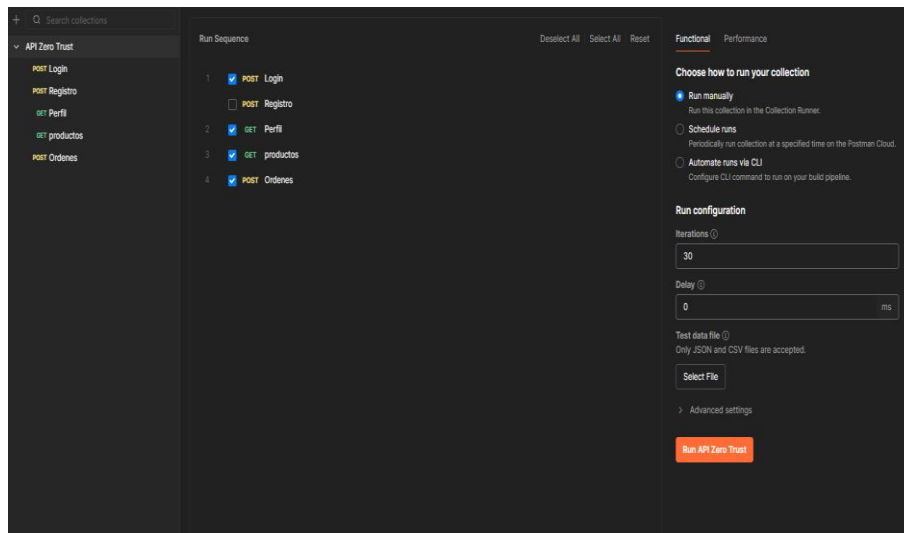 + Search collections
API Zero Trust
POST Login
POST Registro
GET Perfil
GET productos
POST Ordenes
Run Sequence
Deselect All Select All Reset
1 POST Login
POST Registro
2 GET Perfil
3 GET productos
4 POST Ordenes
Functional Performance
Choose how to run your collection
Run manually
Run this collection in the Collection Runner.
Schedule runs
Periodically run collection at a specified time on the Postman Cloud.
Automate runs via CLI
Configure CLI command to run on your build pipeline.
Run configuration
Iterations
30
Delay
0 ms
Test data file
Only JSON and CSV files are accepted.
Select File
Advanced settings
Run API Zero Trust